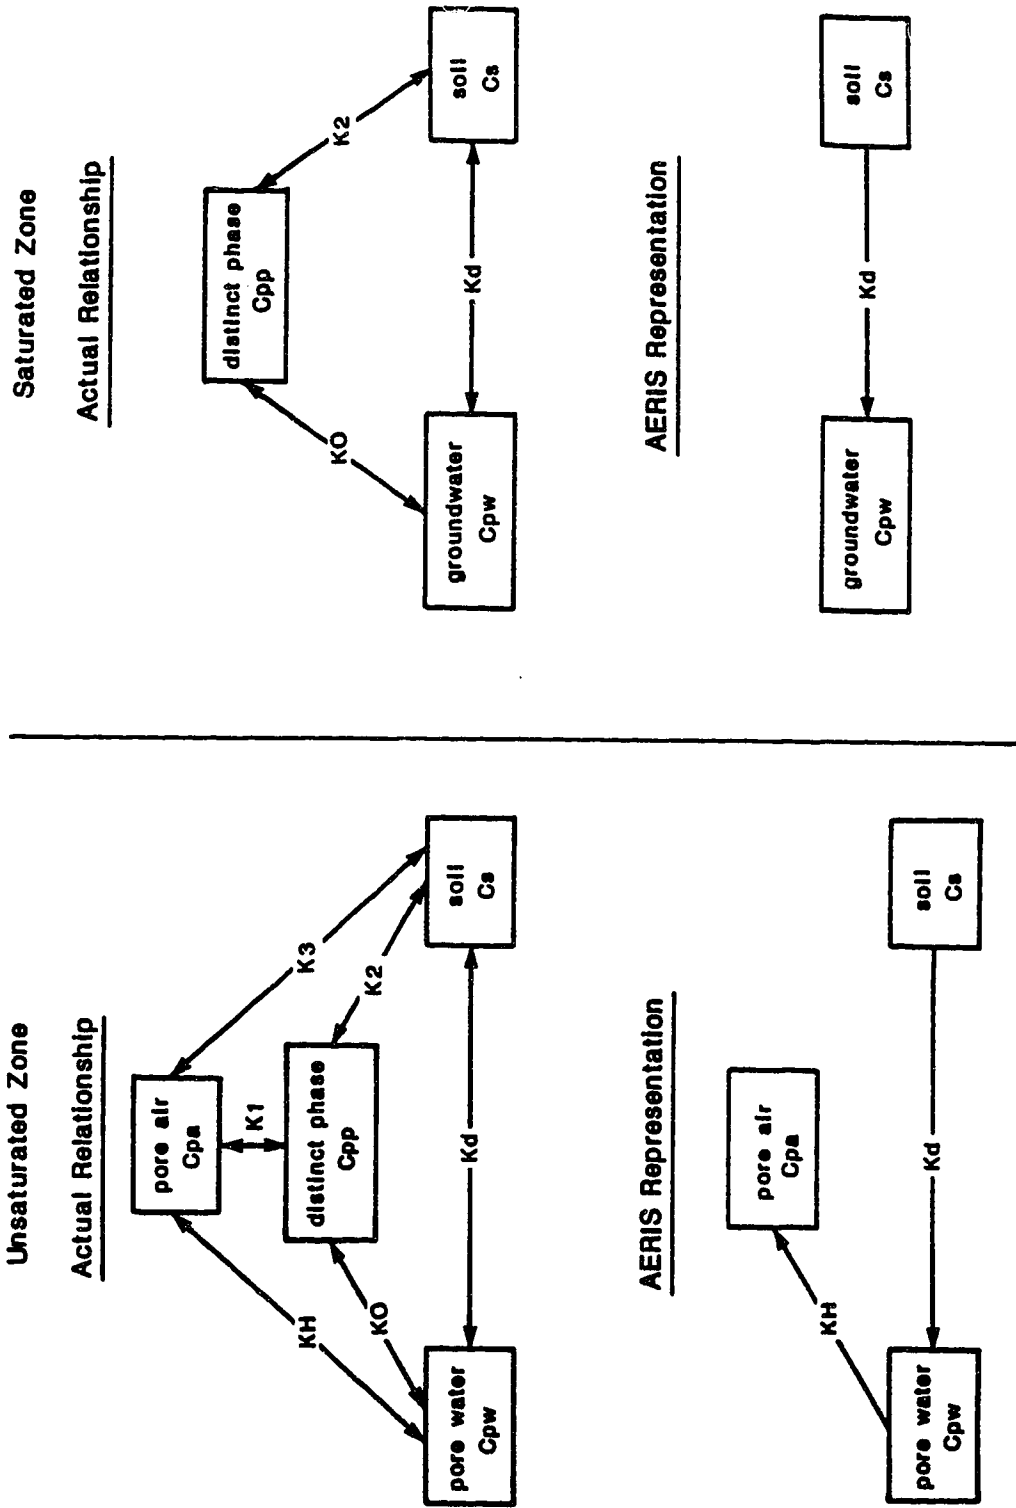 Unsaturated Zone
Actual Relationship
pore air
Cpa
KH
K1
K3
distinct phase
Cpp
KO
K2
pore water
Cpw
Kd
soil
Cs
AERIS Representation
pore air
Cpa
KH
pore water
Cpw
Kd
soil
Cs
Saturated Zone
Actual Relationship
distinct phase
Cpp
KO
K2
groundwater
Cpw
Kd
soil
Cs
AERIS Representation
groundwater
Cpw
Kd
soil
Cs